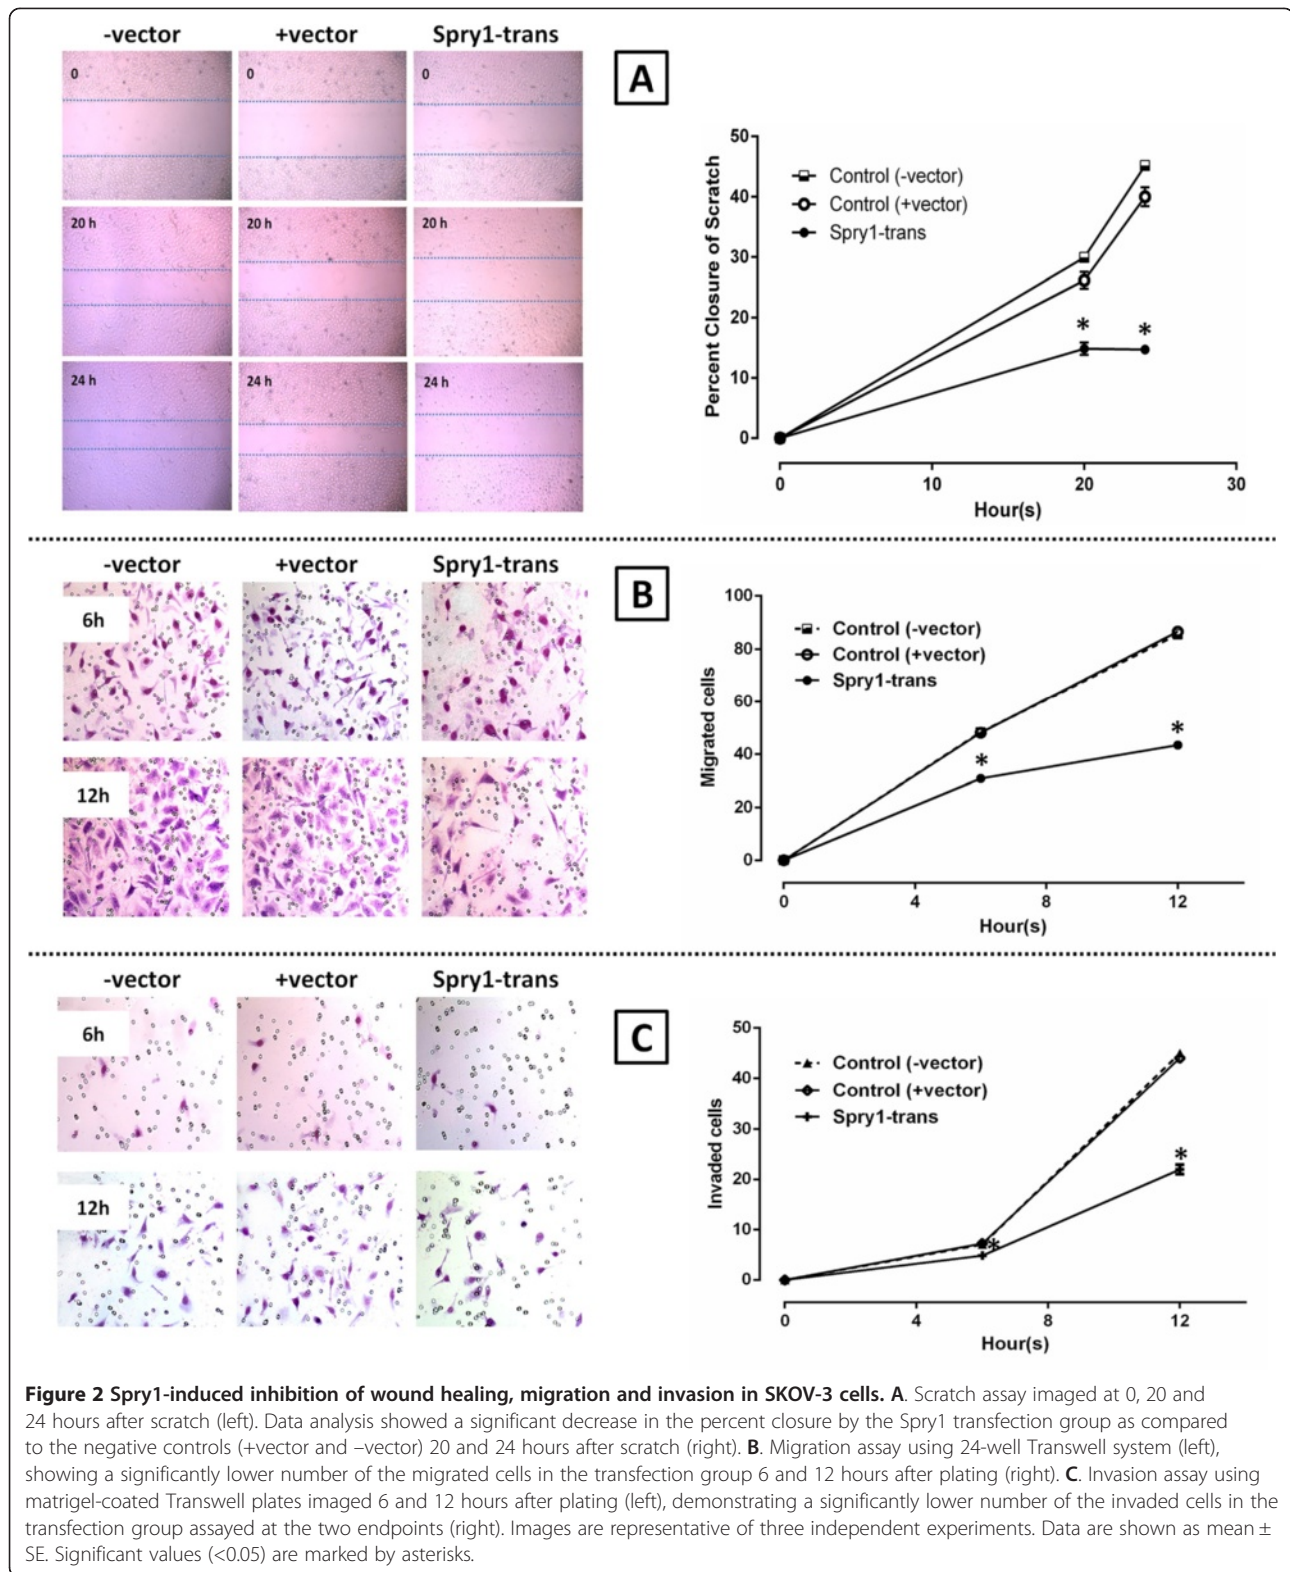 -vector +vector Spry1-trans
A
0 0 0
20 h 20 h 20 h
24 h 24 h 24 h
50
40
30
20
10
0
Percent Closure of Scratch
Control (-vector)
Control (+vector)
Spry1-trans
*
*
0 10 20 30
Hour(s)
-vector +vector Spry1-trans
B
6h
12h
100
80
60
40
20
0
Migrated cells
Control (-vector)
Control (+vector)
Spry1-trans
*
*
0 4 8 12
Hour(s)
-vector +vector Spry1-trans
C
6h
12h
50
40
30
20
10
0
Invaded cells
Control (-vector)
Control (+vector)
Spry1-trans
*
*
0 4 8 12
Hour(s)
Figure 2 Spry1-induced inhibition of wound healing, migration and invasion in SKOV-3 cells. A. Scratch assay imaged at 0, 20 and
24 hours after scratch (left). Data analysis showed a significant decrease in the percent closure by the Spry1 transfection group as compared
to the negative controls (+vector and –vector) 20 and 24 hours after scratch (right). B. Migration assay using 24-well Transwell system (left),
showing a significantly lower number of the migrated cells in the transfection group 6 and 12 hours after plating (right). C. Invasion assay using
matrigel-coated Transwell plates imaged 6 and 12 hours after plating (left), demonstrating a significantly lower number of the invaded cells in the
transfection group assayed at the two endpoints (right). Images are representative of three independent experiments. Data are shown as mean ±
SE. Significant values (<0.05) are marked by asterisks.